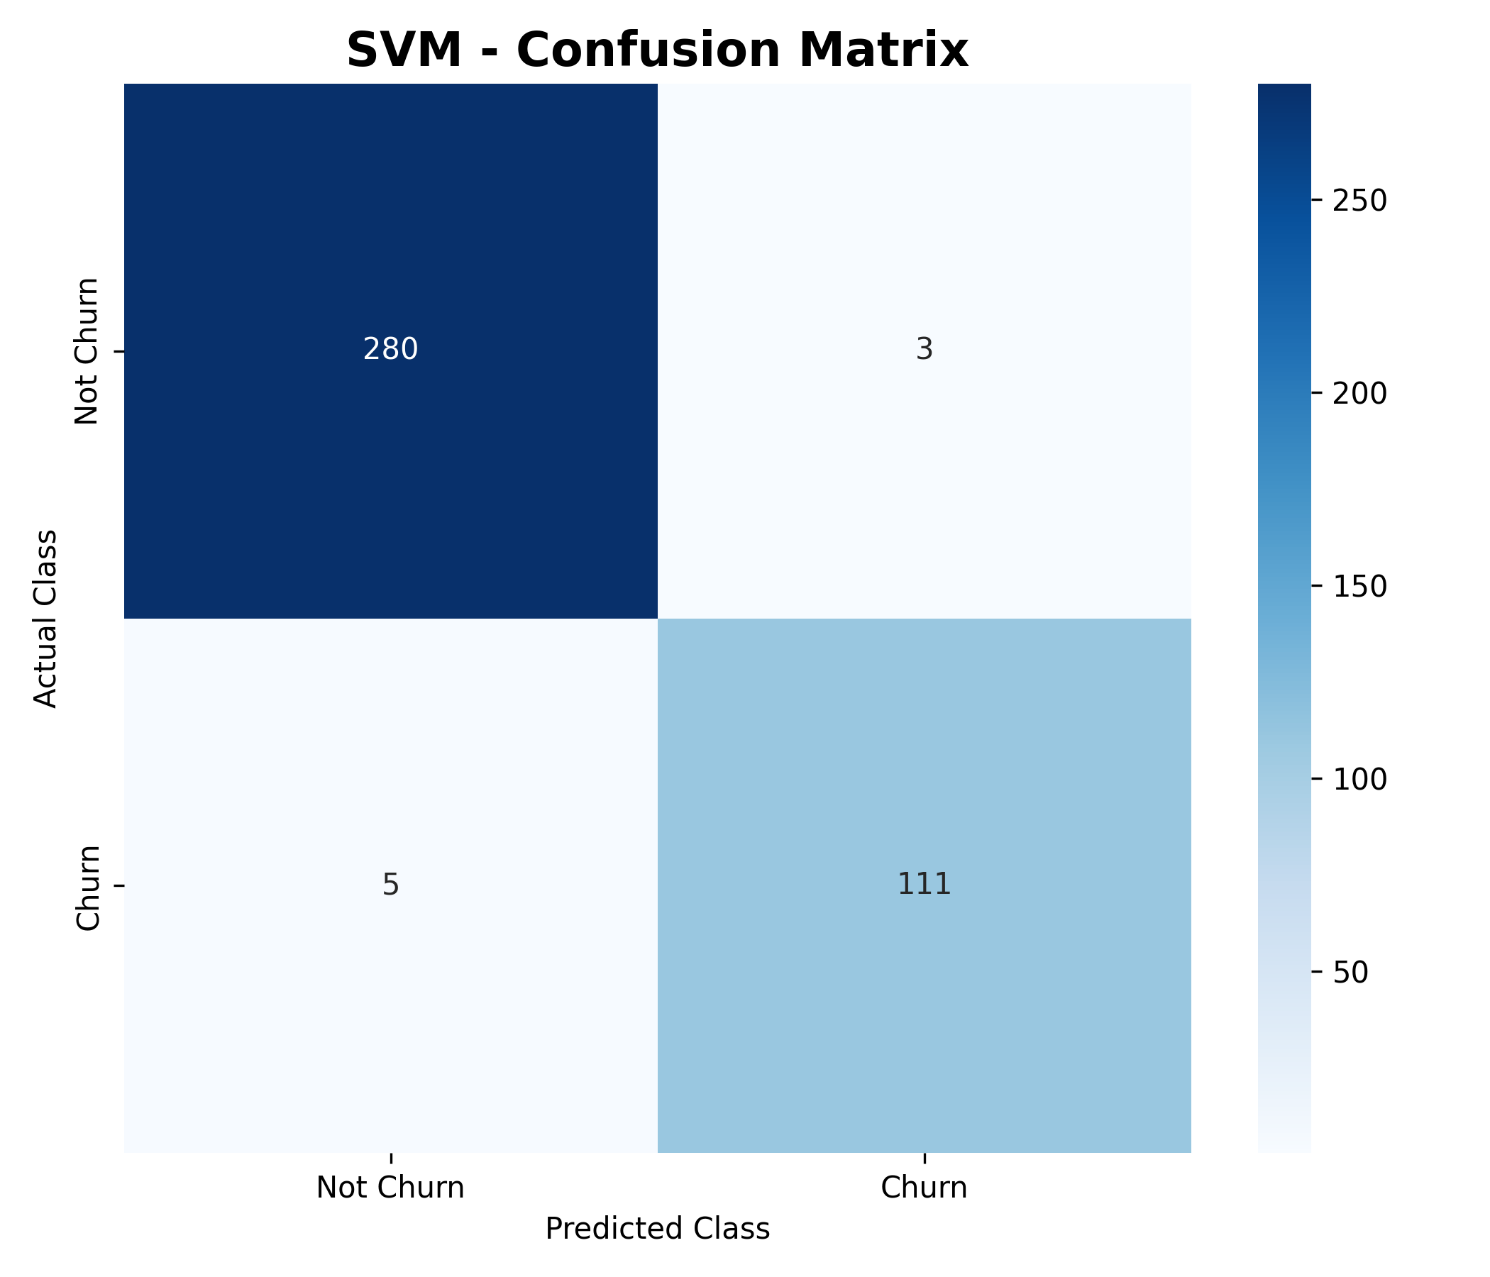 SVM - Confusion Matrix
Not Churn
280
3
Actual Class
Churn
5
111
Not Churn
Churn
Predicted Class
250
200
150
100
50